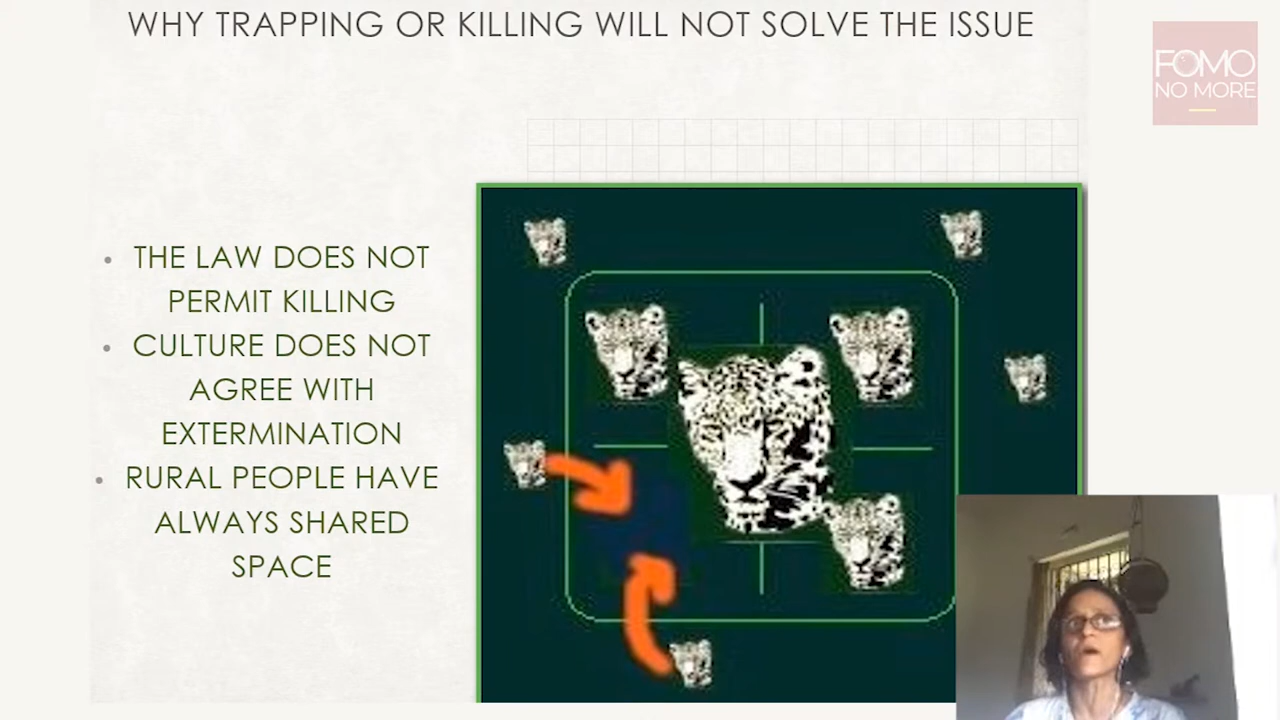 WHY TRAPPING OR KILLING WILL NOT SOLVE THE ISSUE
FOMO
NO MORE
• THE LAW DOES NOT
PERMIT KILLING
• CULTURE DOES NOT
AGREE WITH
EXTERMINATION
• RURAL PEOPLE HAVE
ALWAYS SHARED
SPACE